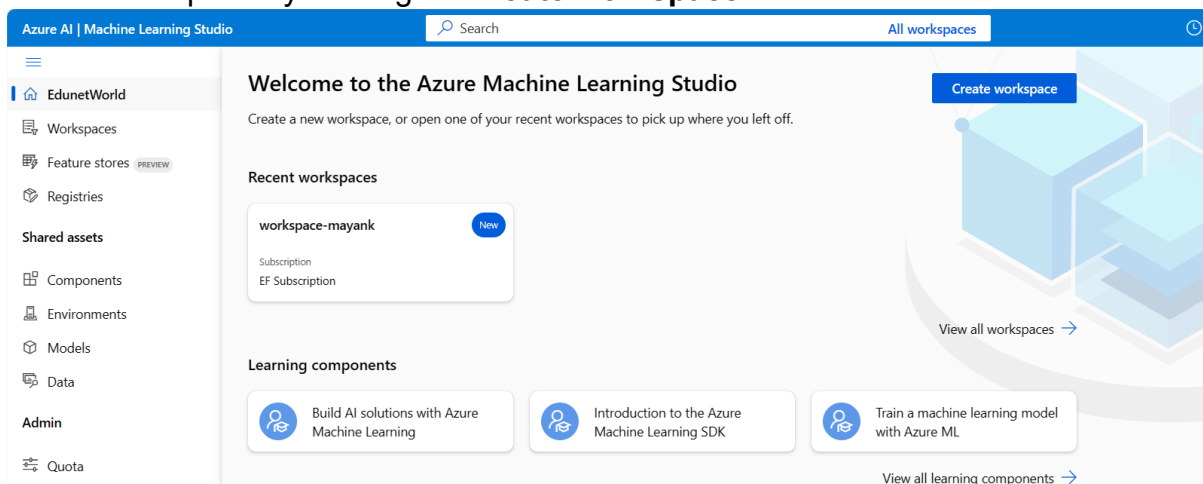 Azure AI | Machine Learning Studio
Search
All workspaces
EdunetWorld
Workspaces
Feature stores PREVIEW
Registries
Shared assets
Components
Environments
Models
Data
Admin
Quota
Welcome to the Azure Machine Learning Studio
Create workspace
Create a new workspace, or open one of your recent workspaces to pick up where you left off.
Recent workspaces
workspace-mayank
New
Subscription
EF Subscription
View all workspaces
Learning components
Build AI solutions with Azure
Machine Learning
Introduction to the Azure
Machine Learning SDK
Train a machine learning model
with Azure ML
View all learning components